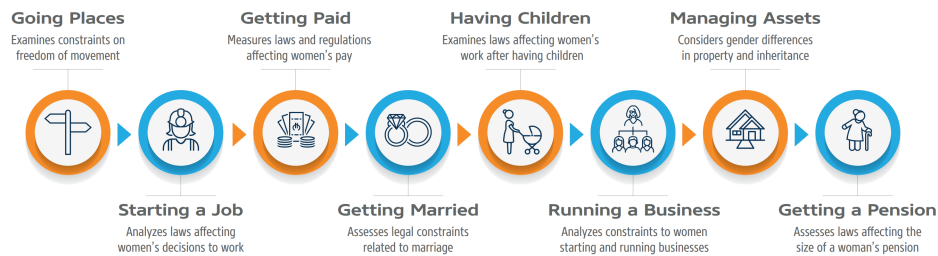 Going Places
Examines constraints on
freedom of movement
Starting a Job
Analyzes laws affecting
women's decisions to work
Getting Paid
Measures laws and regulations
affecting women's pay
Getting Married
Assesses legal constraints
related to marriage
Having Children
Examines laws affecting women's
work after having children
Running a Business
Analyzes constraints to women
starting and running businesses
Managing Assets
Considers gender differences
in property and inheritance
Getting a Pension
Assesses laws affecting the
size of a woman's pension